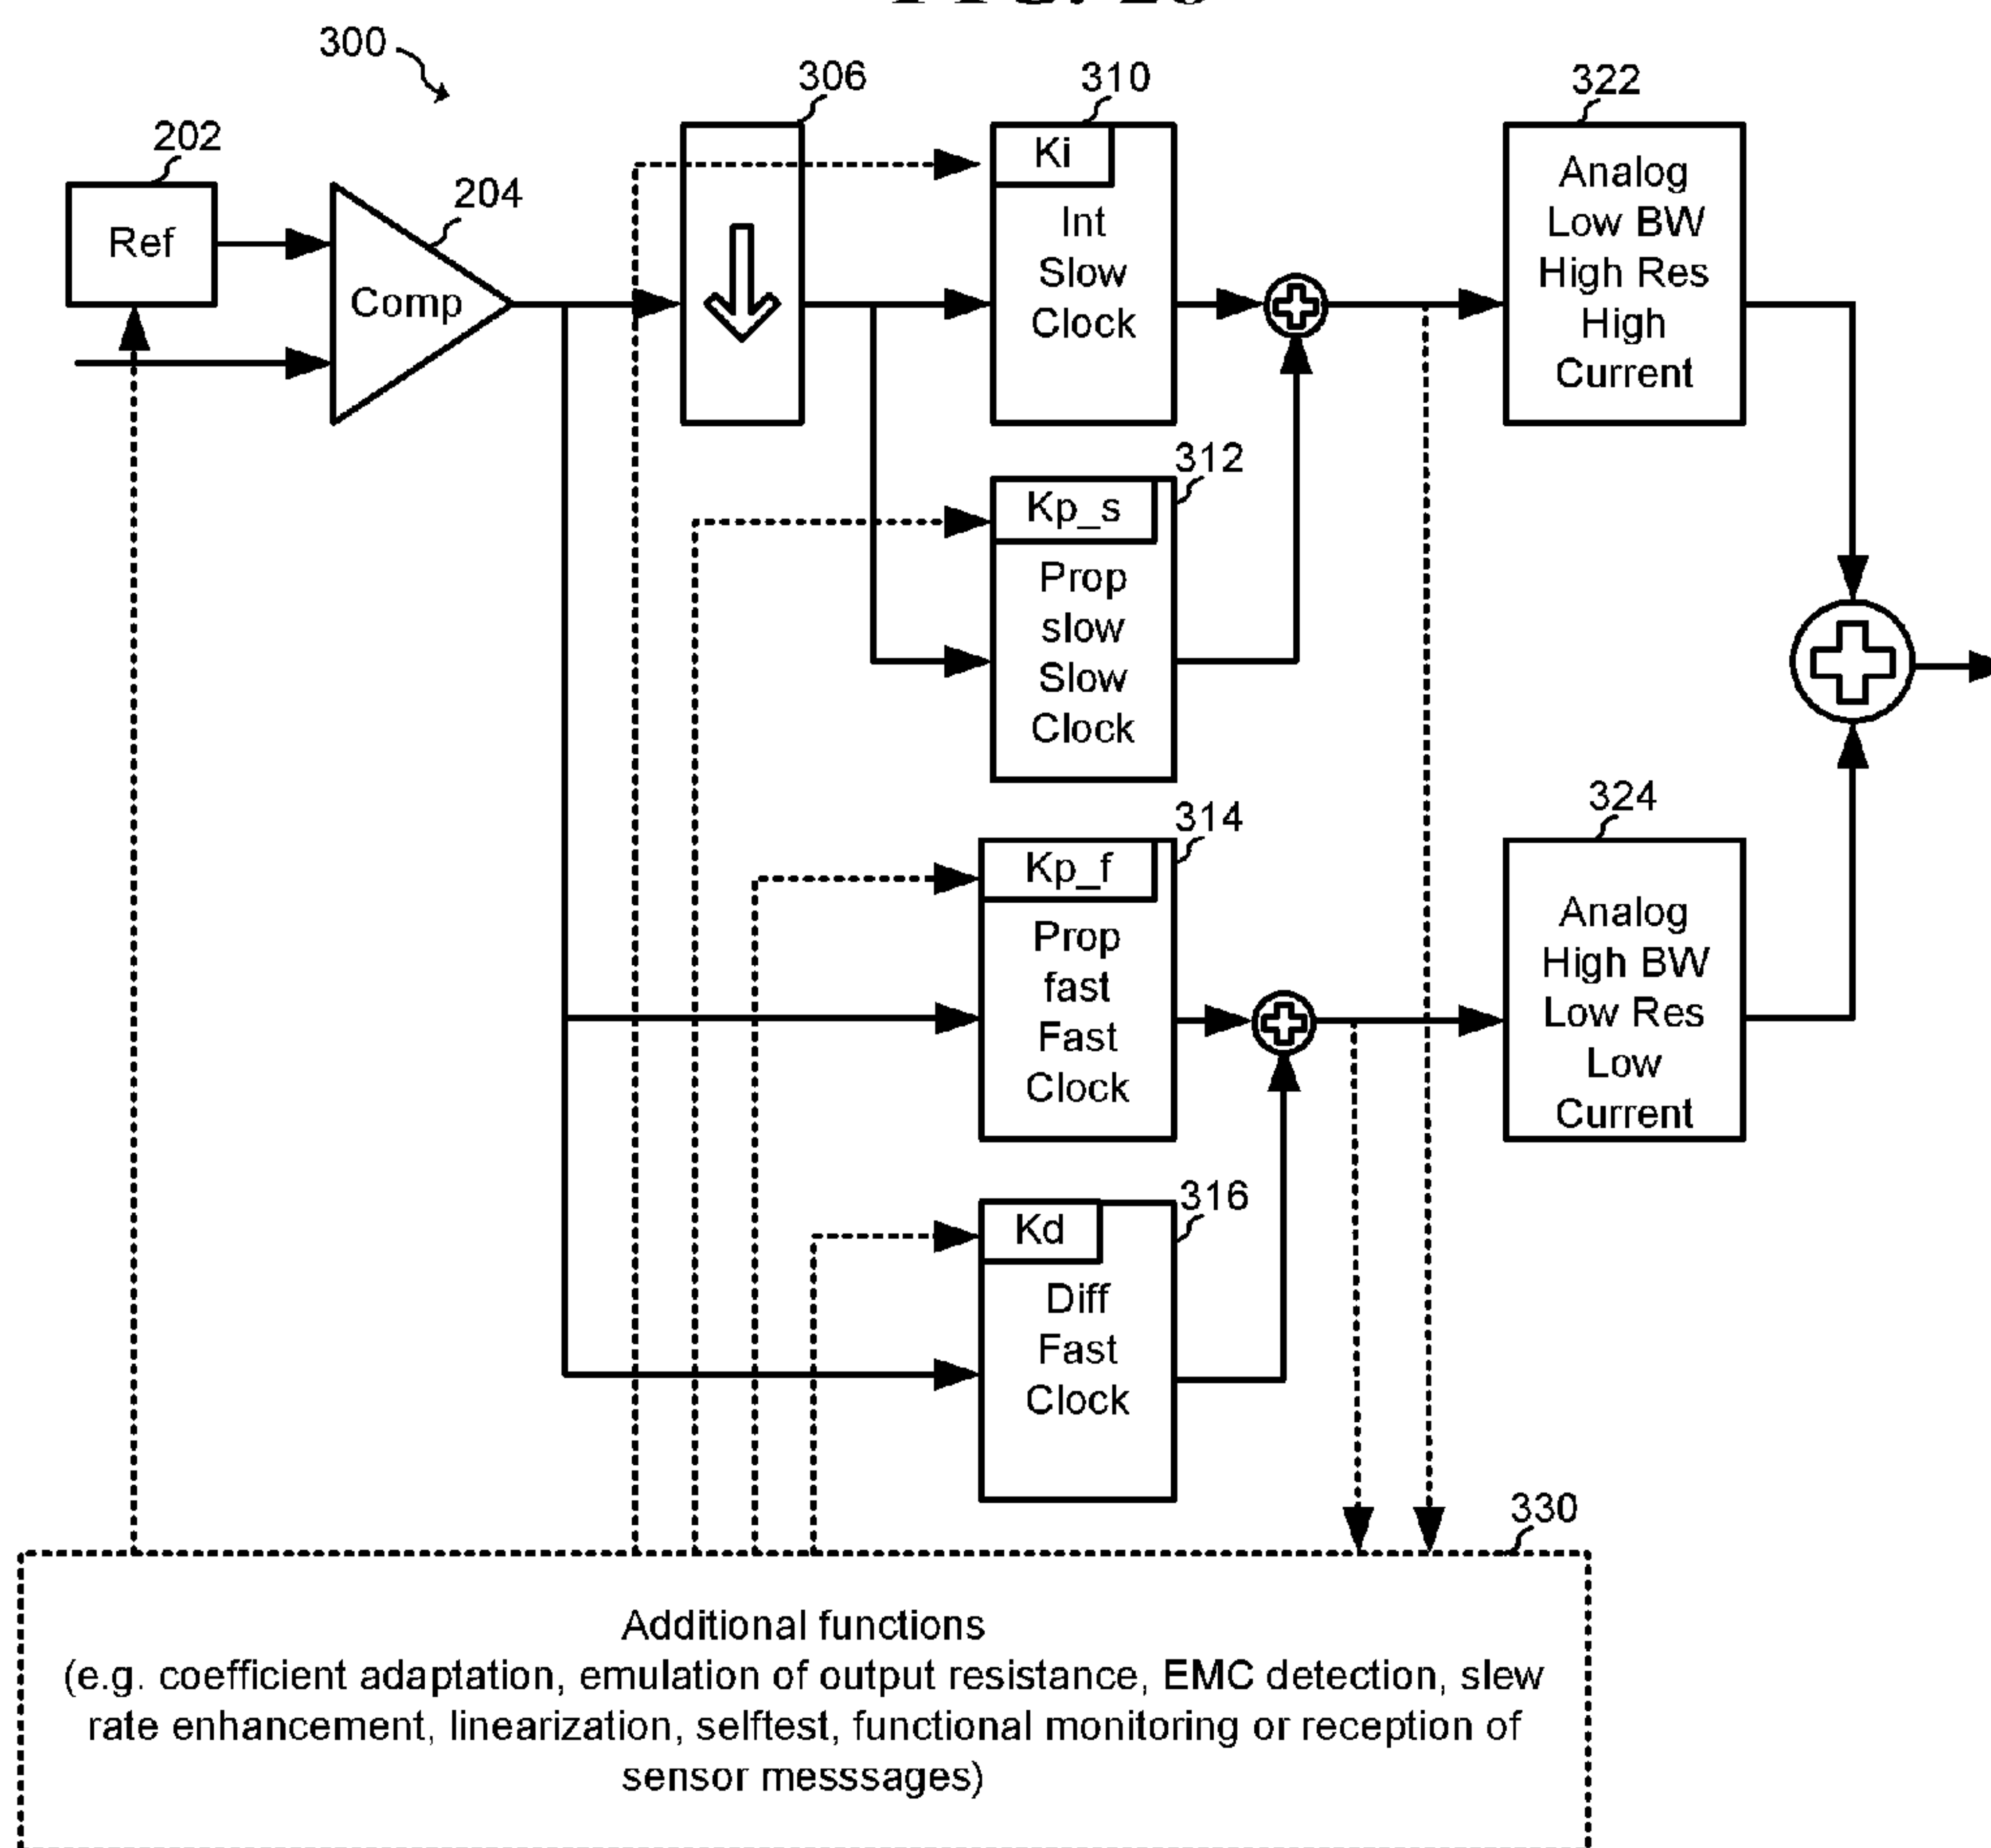 300
306
310
322
202
204
Ref
Comp
Ki
Int
Slow
Clock
Analog
Low BW
High Res
High
Current
312
Kp_s
Prop
slow
Slow
Clock
314
324
Kp_f
Prop
fast
Fast
Clock
Analog
High BW
Low Res
Low
Current
316
Kd
Diff
Fast
Clock
330
Additional functions
(e.g. coefficient adaptation, emulation of output resistance, EMC detection, slew
rate enhancement, linearization, selftest, functional monitoring or reception of
sensor messsages)